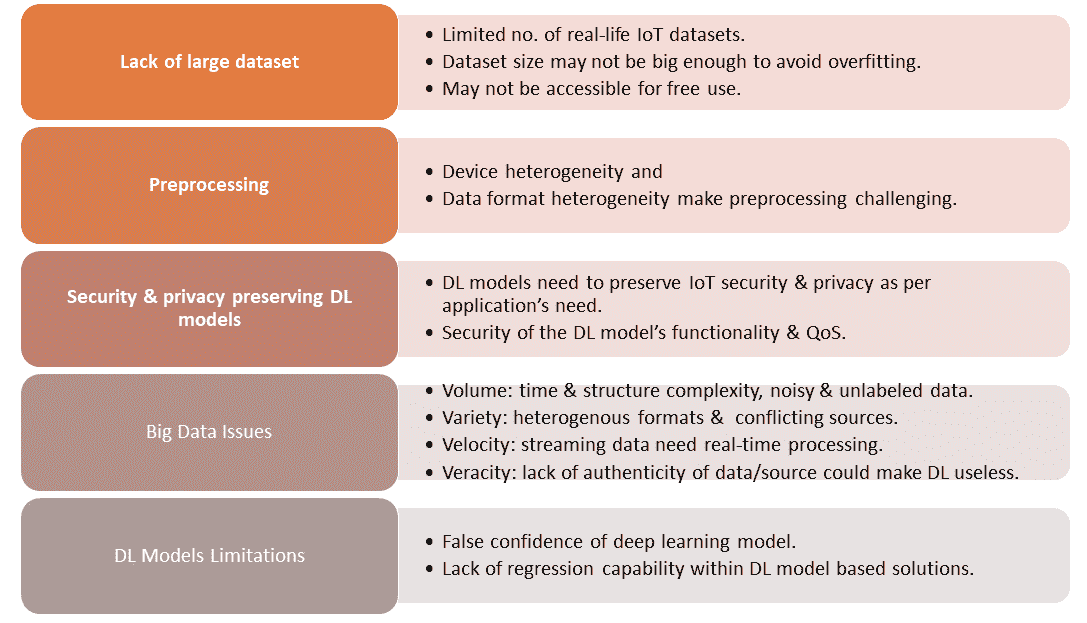 Lack of large dataset
• Limited no. of real-life IoT datasets.
• Dataset size may not be big enough to avoid overfitting.
• May not be accessible for free use.
Preprocessing
• Device heterogeneity and
• Data format heterogeneity make preprocessing challenging.
Security & privacy preserving DL
models
• DL models need to preserve IoT security & privacy as per
application’s need.
• Security of the DL model’s functionality & QoS.
Big Data Issues
• Volume: time & structure complexity, noisy & unlabeled data.
• Variety: heterogenous formats & conflicting sources.
• Velocity: streaming data need real-time processing.
• Veracity: lack of authenticity of data/source could make DL useless.
DL Models Limitations
• False confidence of deep learning model.
• Lack of regression capability within DL model based solutions.